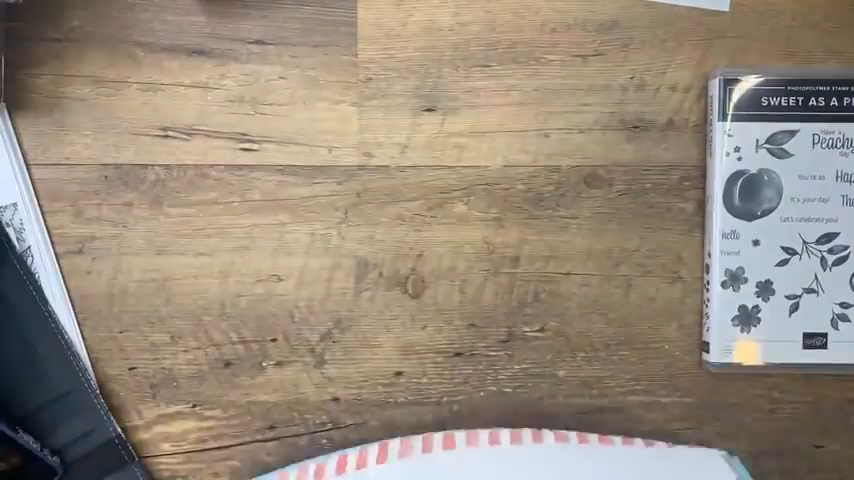 PHOTOPOLYMER STAMP
SWEET AS A P
Have
Peachy
day
You're as
Hap
It's your day!
Th
Let's celebrate you
hello
friend